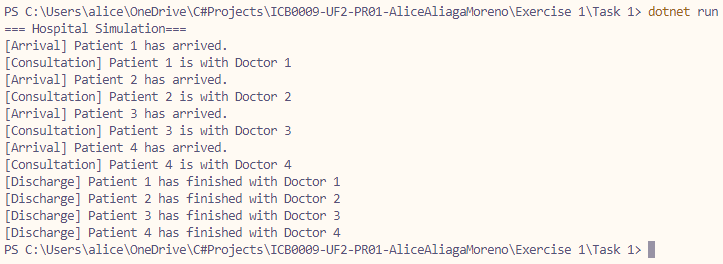 PS C:\Users\alice\OneDrive\C#Projects\ICB0009-UF2-PR01-AliceAliagaMoreno\Exercise 1\Task 1> dotnet run
=== Hospital Simulation===
[Arrival] Patient 1 has arrived.
[Consultation] Patient 1 is with Doctor 1
[Arrival] Patient 2 has arrived.
[Consultation] Patient 2 is with Doctor 2
[Arrival] Patient 3 has arrived.
[Consultation] Patient 3 is with Doctor 3
[Arrival] Patient 4 has arrived.
[Consultation] Patient 4 is with Doctor 4
[Discharge] Patient 1 has finished with Doctor 1
[Discharge] Patient 2 has finished with Doctor 2
[Discharge] Patient 3 has finished with Doctor 3
[Discharge] Patient 4 has finished with Doctor 4
PS C:\Users\alice\OneDrive\C#Projects\ICB0009-UF2-PR01-AliceAliagaMoreno\Exercise 1\Task 1>